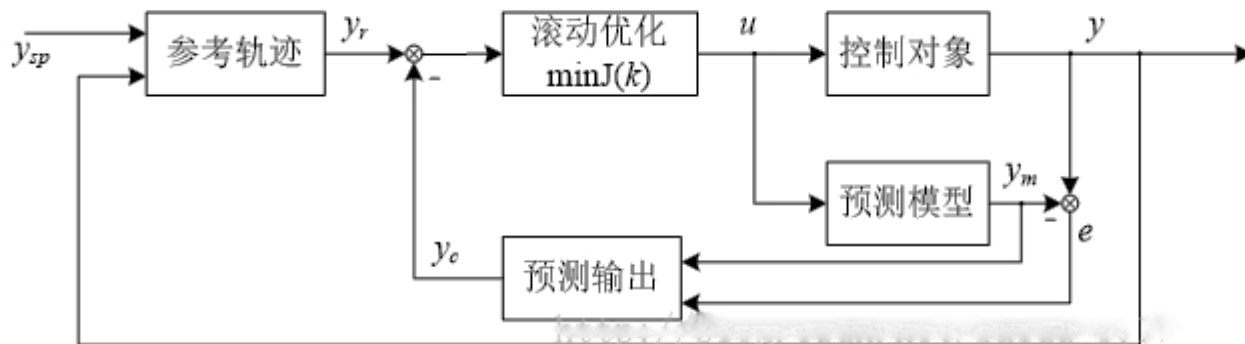 y_sp
参考轨迹
y_r
-
滚动优化
minJ(k)
u
控制对象
y
预测模型
y_m
-
e
预测输出
y_c